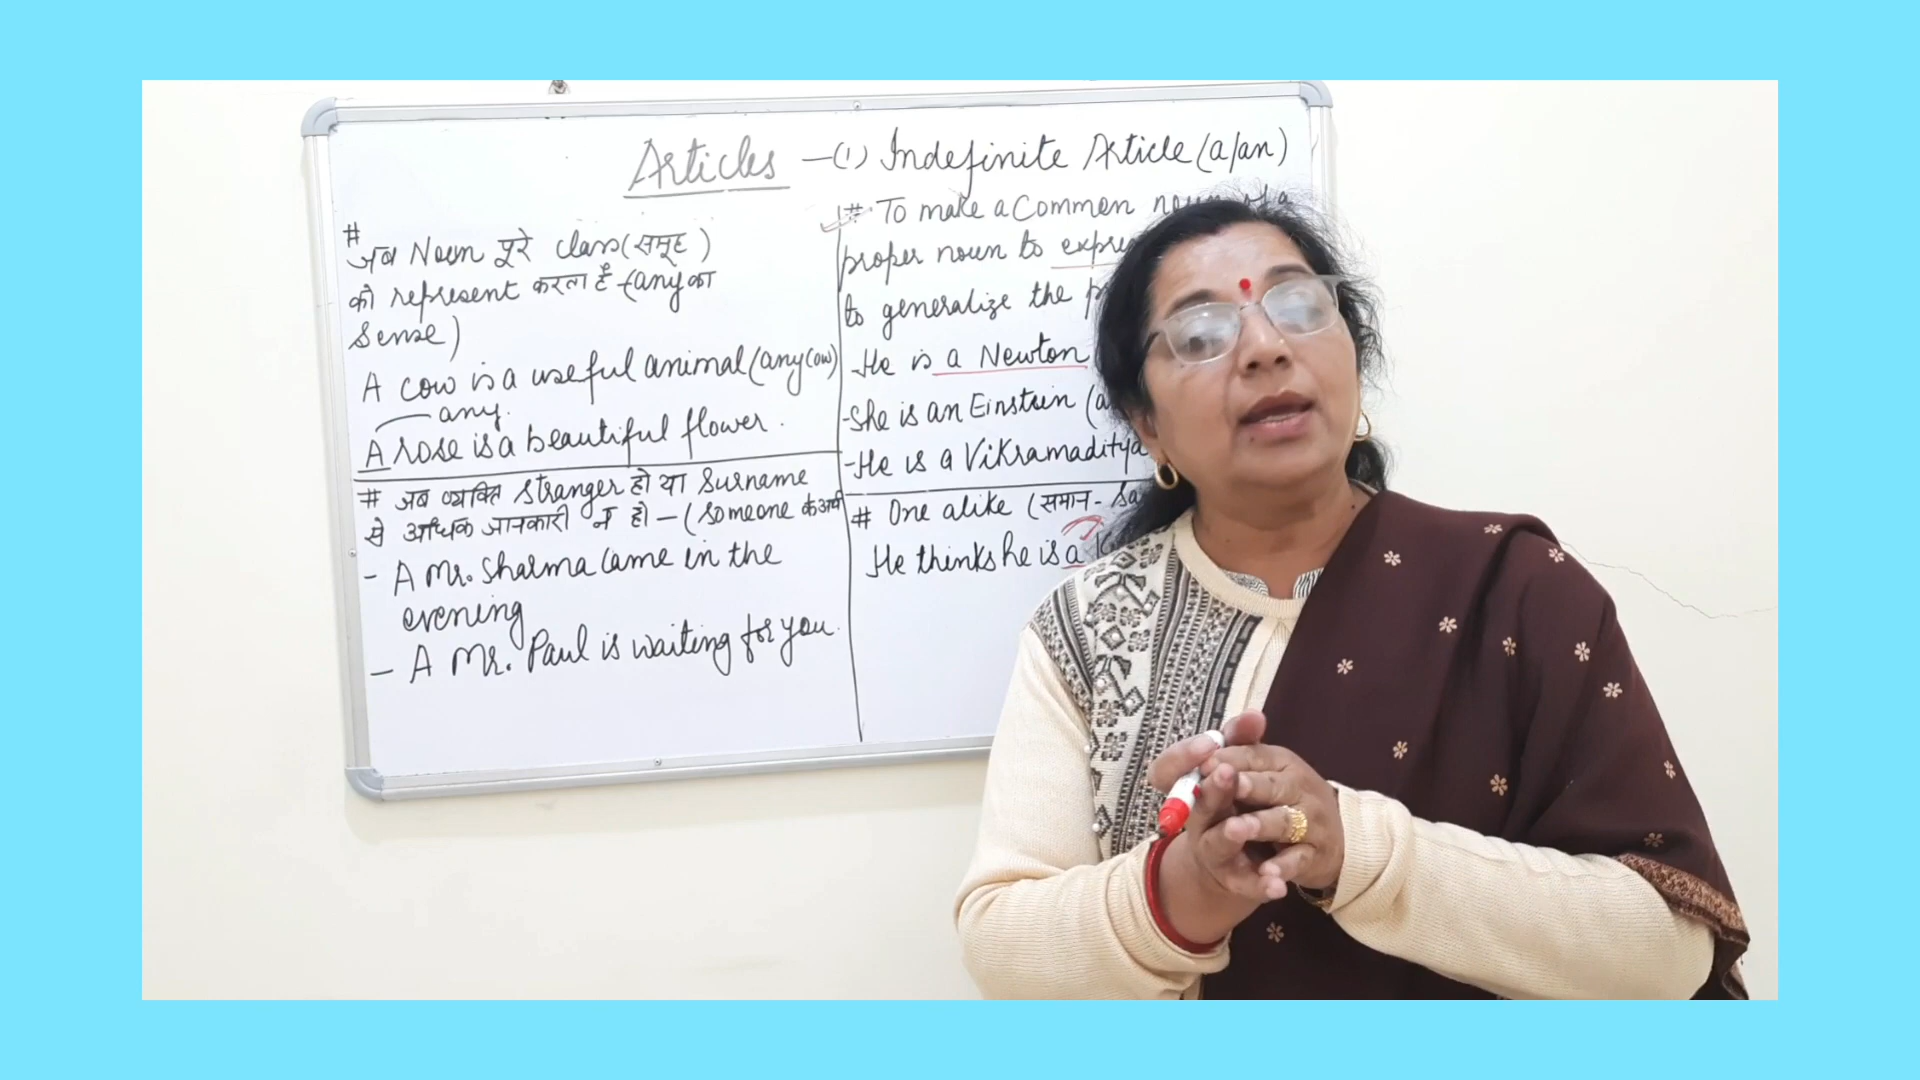 Articles - (1) Indefinite Article (a/an)
#
जब Noun पूरे class (समूह)
को represent करता है - (any का
sense)
A cow is a useful animal (any cow)
any.
A rose is a beautiful flower.
# जब व्यक्ति stranger हो या Surname
से अधिक जानकारी न हो - (someone के अर्थ
- A Mr. Sharma came in the
evening
- A Mr. Paul is waiting for you.
# To make a Common noun of a
proper noun to
to generalize the
He is a Newton
- She is an Einstein
- He is a Vikramaditya
# One alike (समान -
He thinks he is a